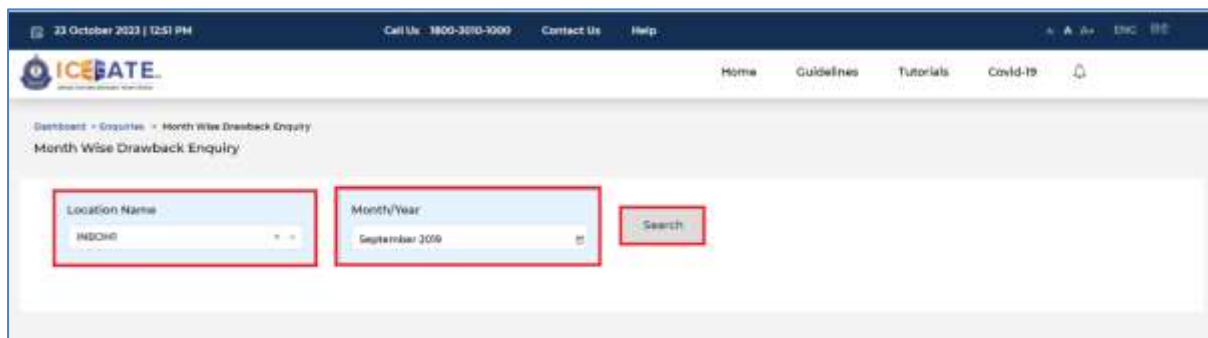 23 October 2023 | 12:51 PM Call Us 1800-3010-1000 Contact Us Help A A A+ ENG
ICEGATE
Home Guidelines Tutorials Covid-19
Dashboard > Enquiries > Month Wise Drawback Enquiry
Month Wise Drawback Enquiry
Location Name Month/Year
INBOM1 September 2019 Search